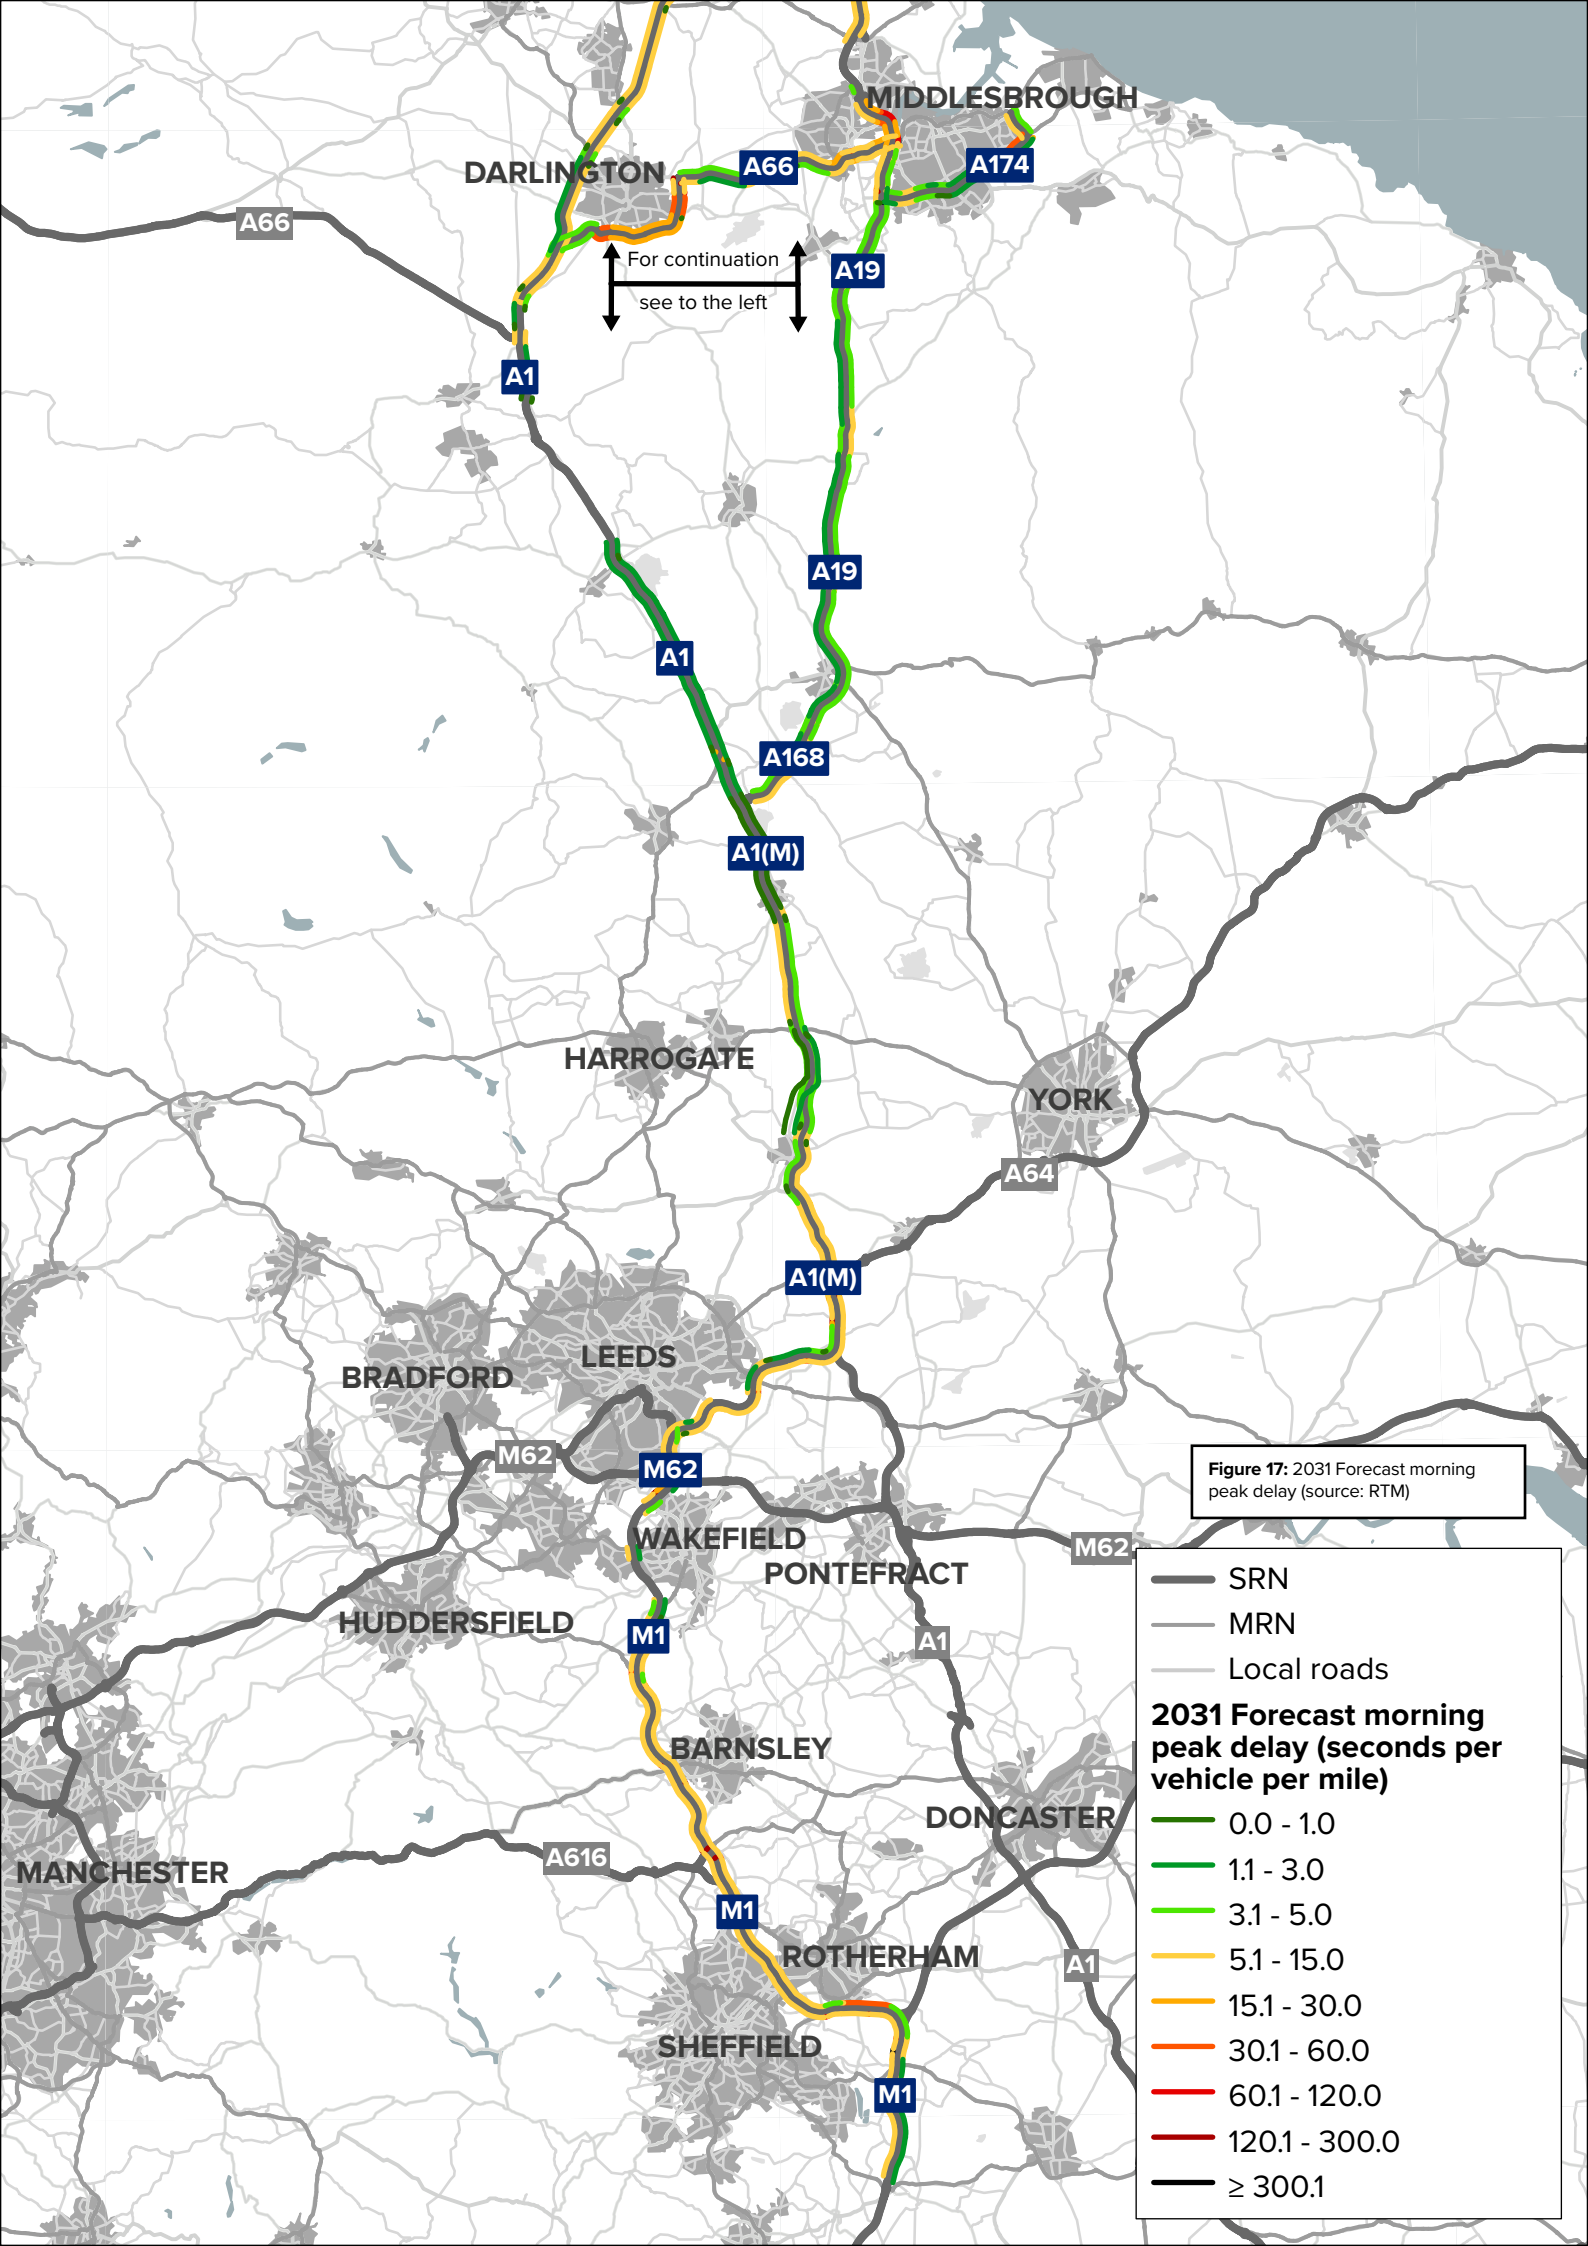 MIDDLESBROUGH
DARLINGTON
A66
A174
A66
For continuation
see to the left
A19
A1
A19
A1
A168
A1(M)
HARROGATE
YORK
A64
A1(M)
LEEDS
BRADFORD
M62
M62
Figure 17: 2031 Forecast morning
peak delay (source: RTM)
WAKEFIELD
M62
PONTEFRACT
HUDDERSFIELD
M1
A1
BARNSLEY
DONCASTER
A616
MANCHESTER
M1
ROTHERHAM
A1
SHEFFIELD
M1
SRN
MRN
Local roads
2031 Forecast morning
peak delay (seconds per
vehicle per mile)
0.0 - 1.0
1.1 - 3.0
3.1 - 5.0
5.1 - 15.0
15.1 - 30.0
30.1 - 60.0
60.1 - 120.0
120.1 - 300.0
≥ 300.1